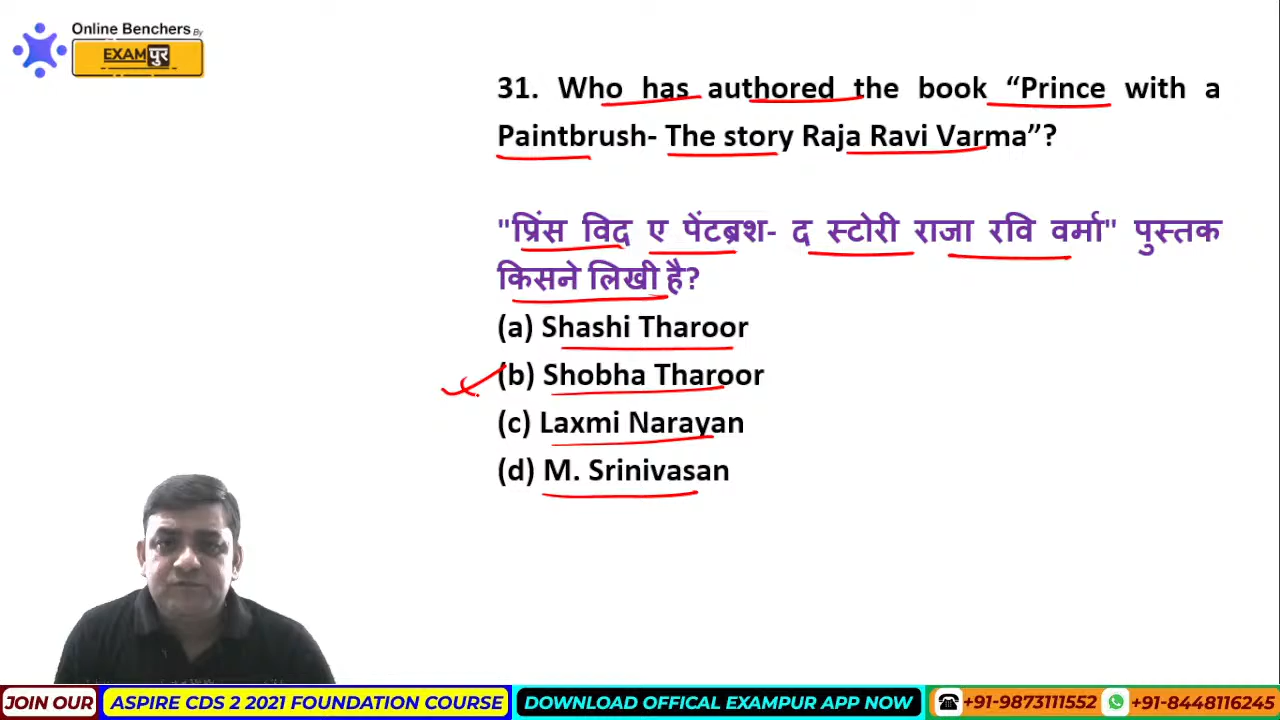 Online Benchers By
EXAMपुर
31. Who has authored the book “Prince with a
Paintbrush- The story Raja Ravi Varma”?
"प्रिंस विद ए पेंटब्रश- द स्टोरी राजा रवि वर्मा" पुस्तक
किसने लिखी है?
(a) Shashi Tharoor
(b) Shobha Tharoor
(c) Laxmi Narayan
(d) M. Srinivasan
JOIN OUR ASPIRE CDS 2 2021 FOUNDATION COURSE DOWNLOAD OFFICAL EXAMPUR APP NOW +91-9873111552 +91-8448116245